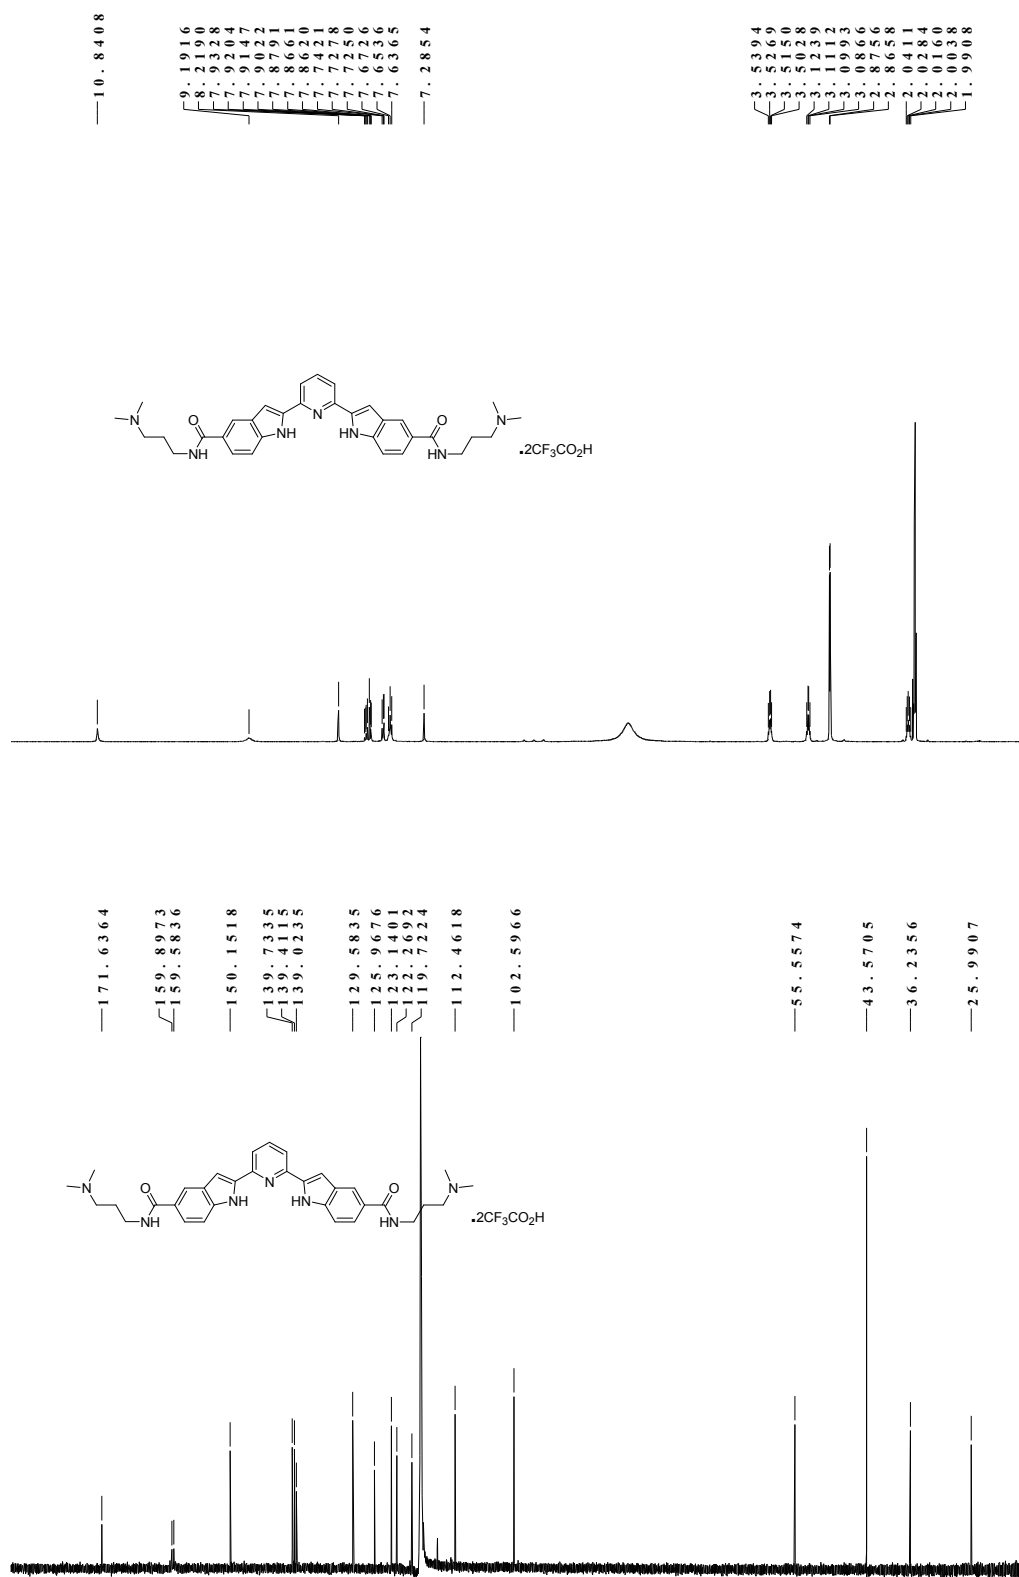 10.8408
9.1916
8.2190
7.9328
7.9204
7.9147
7.9022
7.8791
7.8661
7.8620
7.7421
7.7278
7.7250
7.6726
7.6536
7.6365
7.2854
3.5394
3.5269
3.5150
3.5028
3.1239
3.1112
3.0993
3.0866
2.8756
2.8658
2.0411
2.0284
2.0160
2.0038
1.9908
N
O
NH
NH
N
HN
O
HN
N
.2CF3CO2H
171.6364
159.8973
159.5836
150.1518
139.7335
139.4115
139.0235
129.5835
125.9676
123.1401
122.2692
119.7224
112.4618
102.5966
55.5574
43.5705
36.2356
25.9907
N
O
NH
NH
N
HN
O
HN
N
.2CF3CO2H